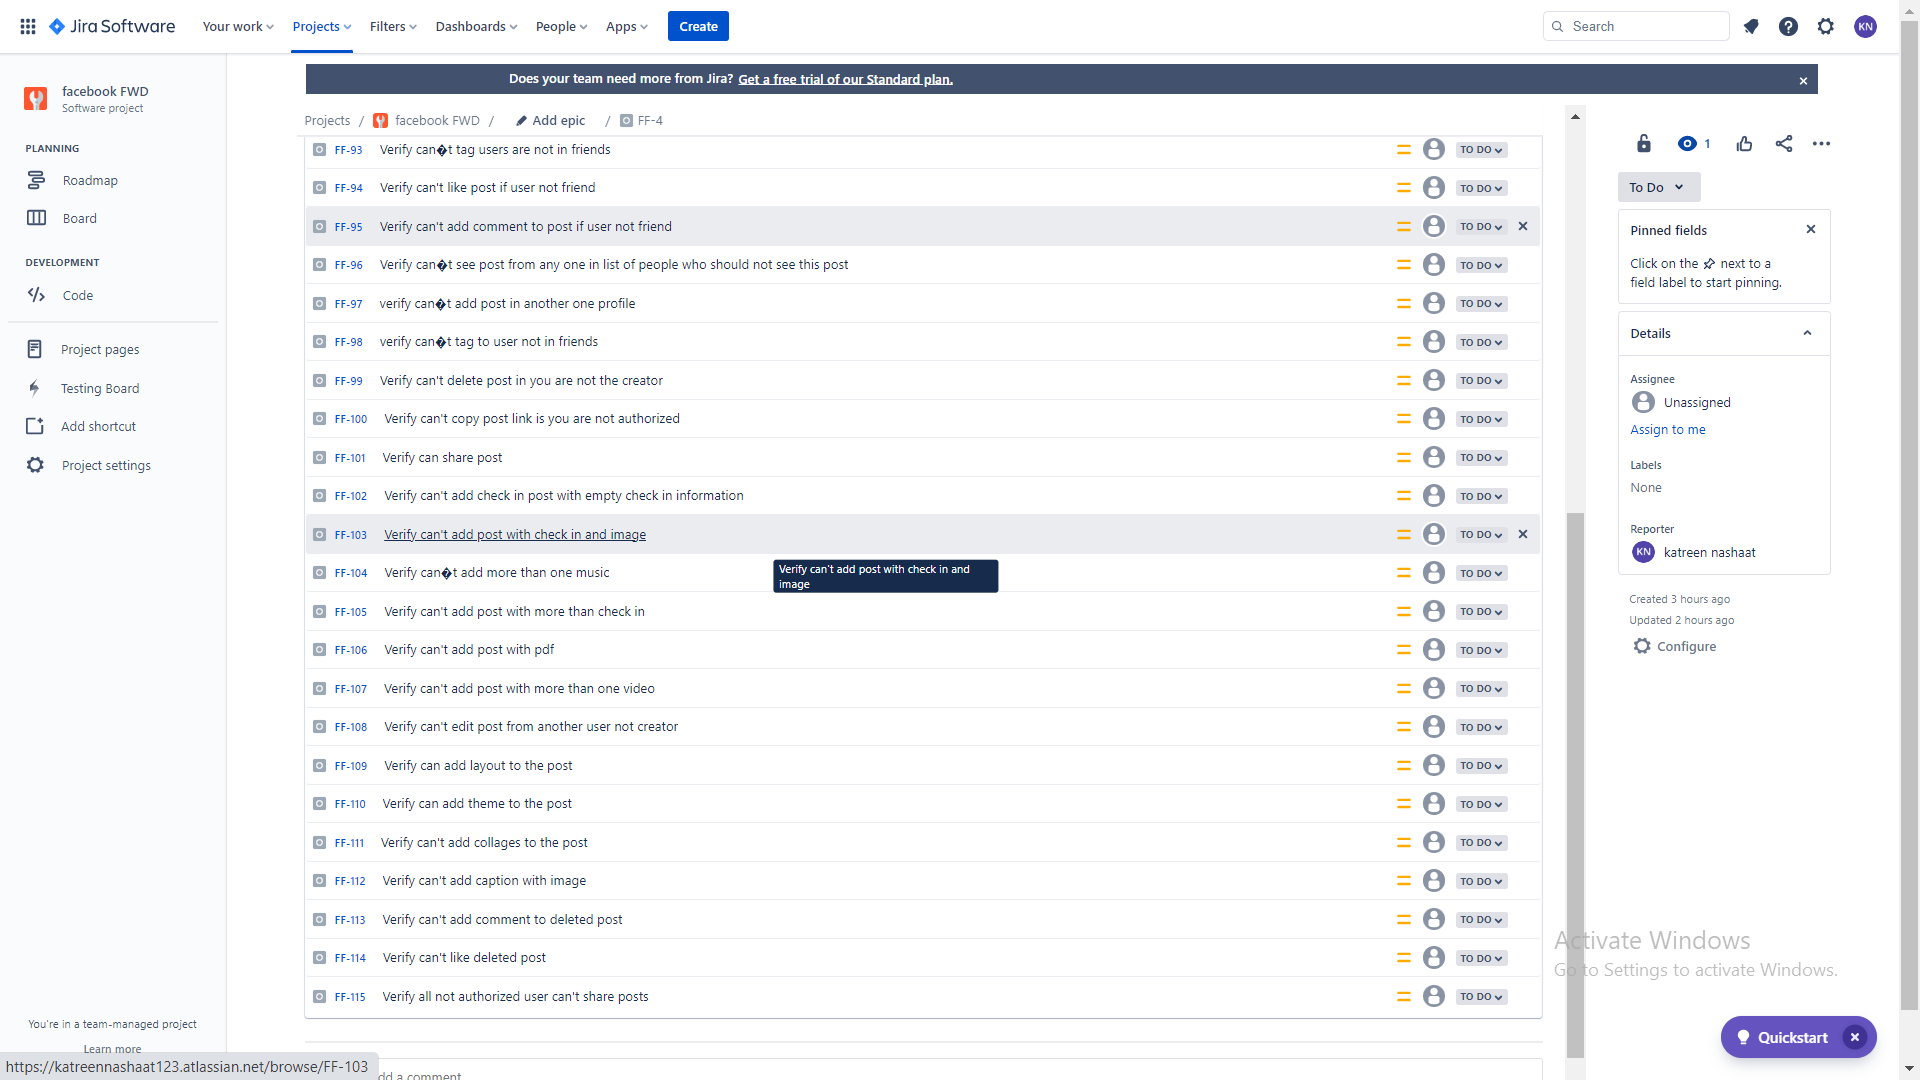 Jira Software
Your work
Projects
Filters
Dashboards
People
Apps
Create
Search
KN
Does your team need more from Jira? Get a free trial of our Standard plan.
facebook FWD
Software project
PLANNING
Roadmap
Board
DEVELOPMENT
Code
Project pages
Testing Board
Add shortcut
Project settings
You're in a team-managed project
Learn more
Projects / facebook FWD / Add epic / FF-4
FF-93 Verify can�t tag users are not in friends TO DO
FF-94 Verify can't like post if user not friend TO DO
FF-95 Verify can't add comment to post if user not friend TO DO
FF-96 Verify can�t see post from any one in list of people who should not see this post TO DO
FF-97 verify can�t add post in another one profile TO DO
FF-98 verify can�t tag to user not in friends TO DO
FF-99 Verify can't delete post in you are not the creator TO DO
FF-100 Verify can't copy post link is you are not authorized TO DO
FF-101 Verify can share post TO DO
FF-102 Verify can't add check in post with empty check in information TO DO
FF-103 Verify can't add post with check in and image TO DO
Verify can't add post with check in and
image
FF-104 Verify can�t add more than one music TO DO
FF-105 Verify can't add post with more than check in TO DO
FF-106 Verify can't add post with pdf TO DO
FF-107 Verify can't add post with more than one video TO DO
FF-108 Verify can't edit post from another user not creator TO DO
FF-109 Verify can add layout to the post TO DO
FF-110 Verify can add theme to the post TO DO
FF-111 Verify can't add collages to the post TO DO
FF-112 Verify can't add caption with image TO DO
FF-113 Verify can't add comment to deleted post TO DO
FF-114 Verify can't like deleted post TO DO
FF-115 Verify all not authorized user can't share posts TO DO
dd a comment
1
To Do
Pinned fields
Click on the next to a
field label to start pinning.
Details
Assignee
Unassigned
Assign to me
Labels
None
Reporter
KN katreen nashaat
Created 3 hours ago
Updated 2 hours ago
Configure
Activate Windows
Go to Settings to activate Windows.
Quickstart
https://katreennashaat123.atlassian.net/browse/FF-103